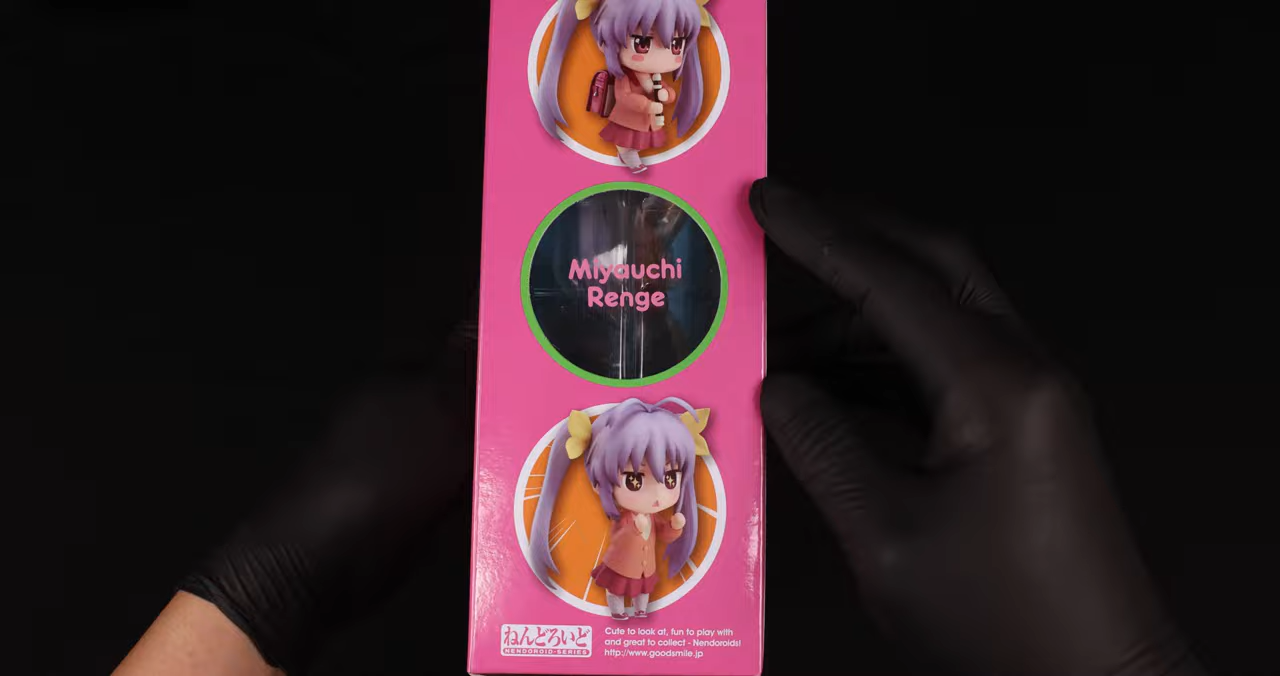 Miyauchi
Renge
ねんどろいど
NENDOROID-SERIES
Cute to look at, fun to play with
and great to collect - Nendoroids!
http://www.goodsmile.jp